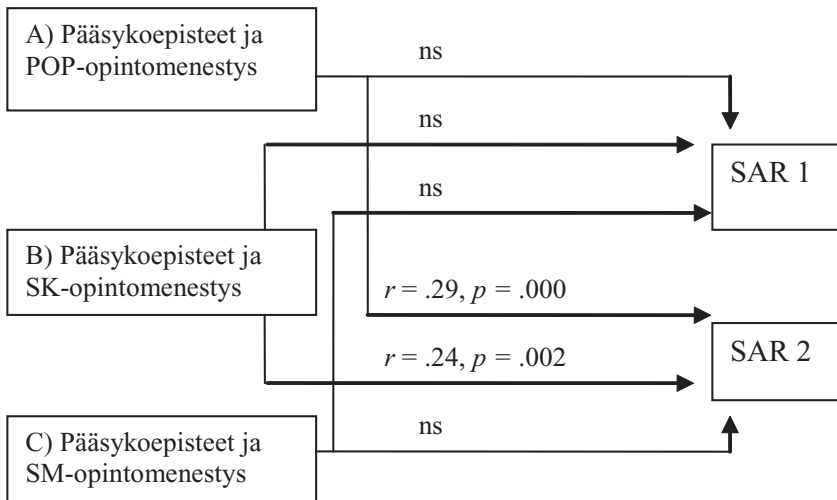 A) Pääsykoepisteet ja
POP-opintomenestys
ns
ns
SAR 1
ns
B) Pääsykoepisteet ja
SK-opintomenestys
r = .29, p = .000
r = .24, p = .002
SAR 2
C) Pääsykoepisteet ja
SM-opintomenestys
ns